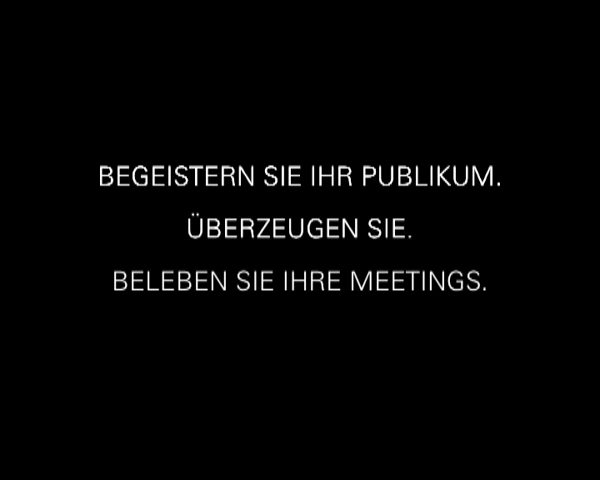 BEGEISTERN SIE IHR PUBLIKUM.
ÜBERZEUGEN SIE.
BELEBEN SIE IHRE MEETINGS.